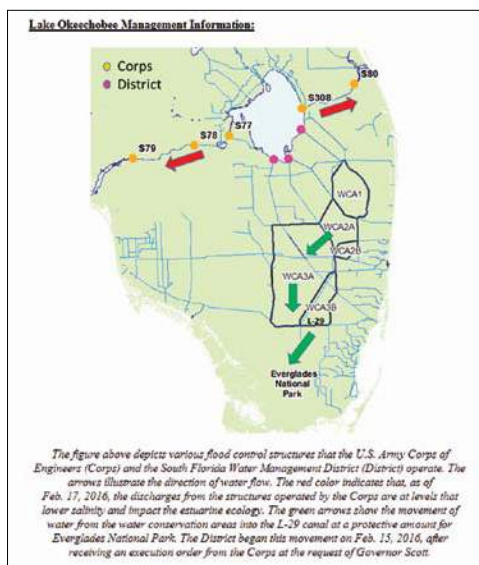 Lake Okeechobee Management Information:
Corps
District
S80
S308
S77
S78
S79
WCA1
WCA2A
WCA2B
WCA3A
WCA3B
L-29
Everglades
National
Park
The figure above depicts various flood control structures that the U.S. Army Corps of
Engineers (Corps) and the South Florida Water Management District (District) operate. The
arrows illustrate the direction of water flow. The red color indicates that, as of
Feb. 17, 2016, the discharges from the structures operated by the Corps are at levels that
lower salinity and impact the estuarine ecology. The green arrows show the movement of
water from the water conservation areas into the L-29 canal at a protective amount for
Everglades National Park. The District began this movement on Feb. 15, 2016, after
receiving an execution order from the Corps at the request of Governor Scott.